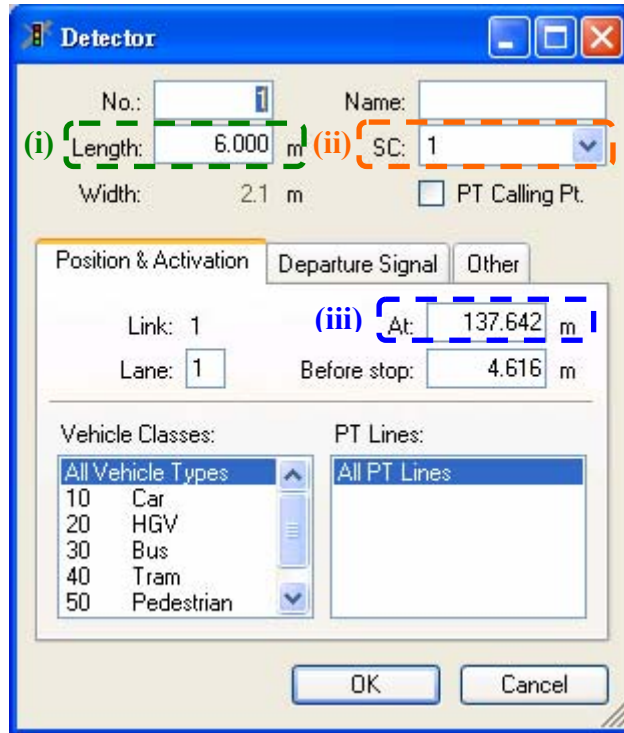 Detector
No.: 1 Name:
(i) Length: 6.000 m (ii) SC: 1
Width: 2.1 m PT Calling Pt.
Position & Activation Departure Signal Other
Link: 1 (iii) At: 137.642 m
Lane: 1 Before stop: 4.616 m
Vehicle Classes: PT Lines:
All Vehicle Types All PT Lines
10 Car
20 HGV
30 Bus
40 Tram
50 Pedestrian
OK Cancel